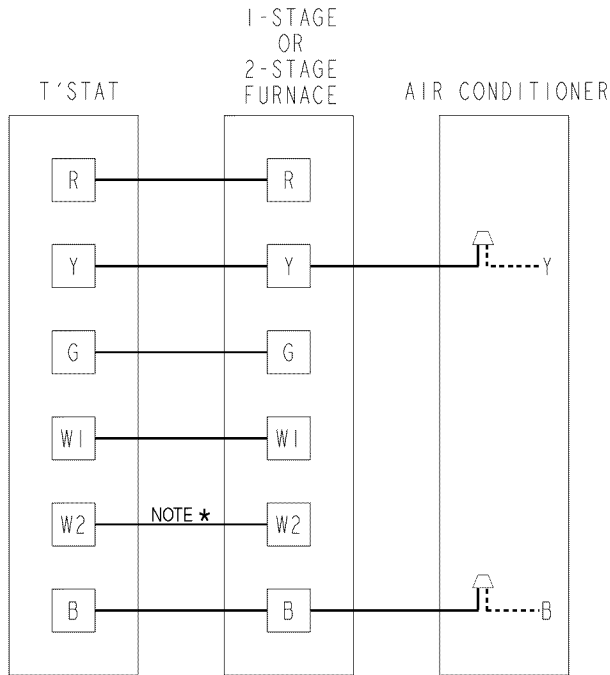 1-STAGE
OR
2-STAGE
FURNACE
T'STAT
AIR CONDITIONER
R R
Y Y Y
G G
W1 W1
W2 NOTE * W2
B B B